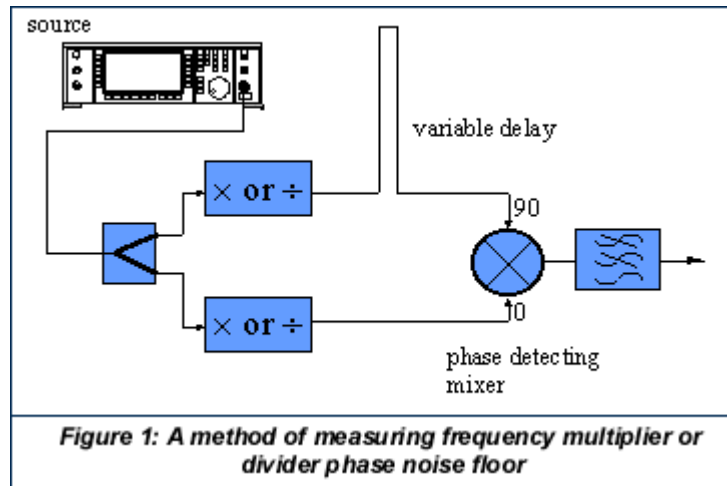 source
variable delay
× or ÷
90
× or ÷
0
phase detecting
mixer
Figure 1: A method of measuring frequency multiplier or
divider phase noise floor